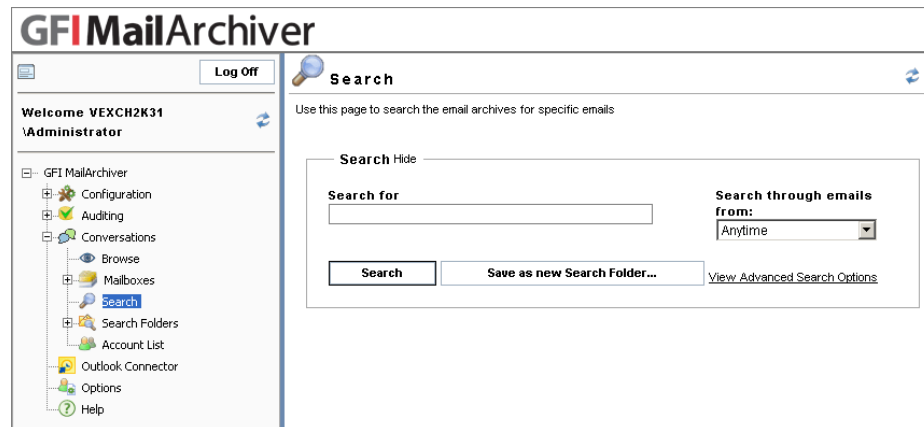 GFI MailArchiver
Log Off
Welcome VEXCH2K31
\Administrator
GFI MailArchiver
Configuration
Auditing
Conversations
Browse
Mailboxes
Search
Search Folders
Account List
Outlook Connector
Options
Help
Search
Use this page to search the email archives for specific emails
Search Hide
Search for
Search through emails
from:
Anytime
Search
Save as new Search Folder...
View Advanced Search Options